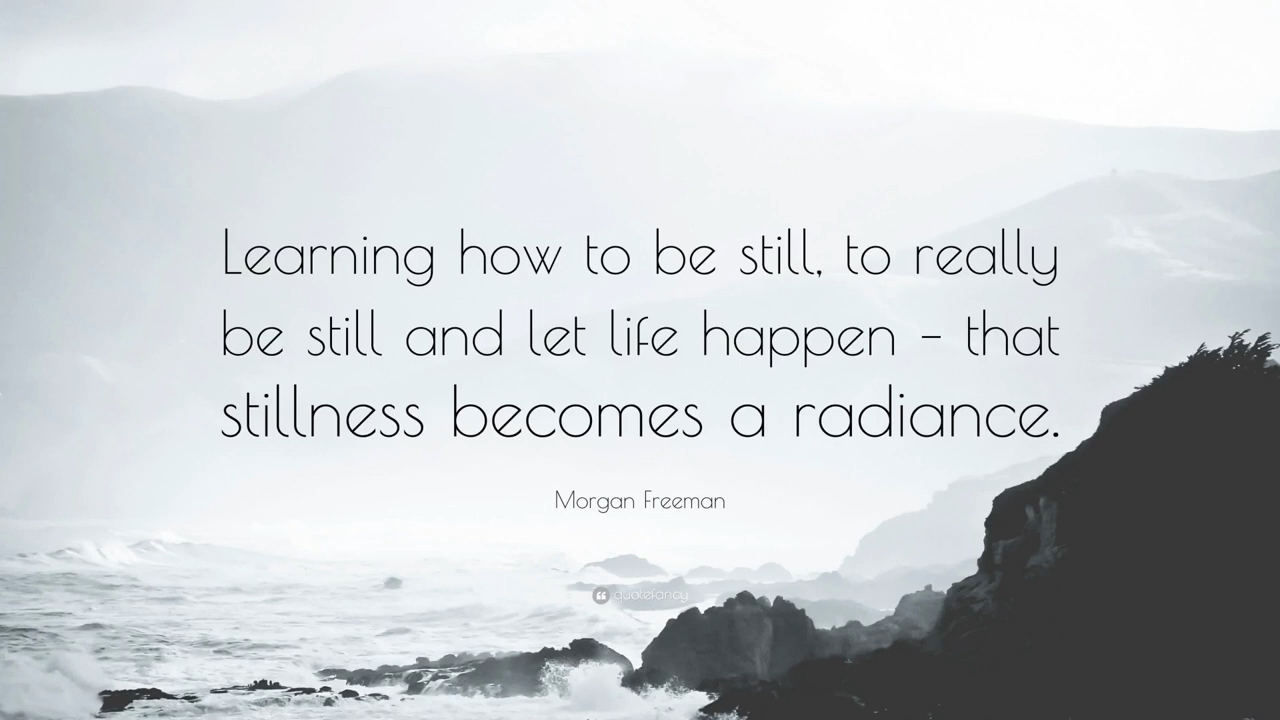 Learning how to be still, to really
be still and let life happen – that
stillness becomes a radiance.
Morgan Freeman
quotefancy